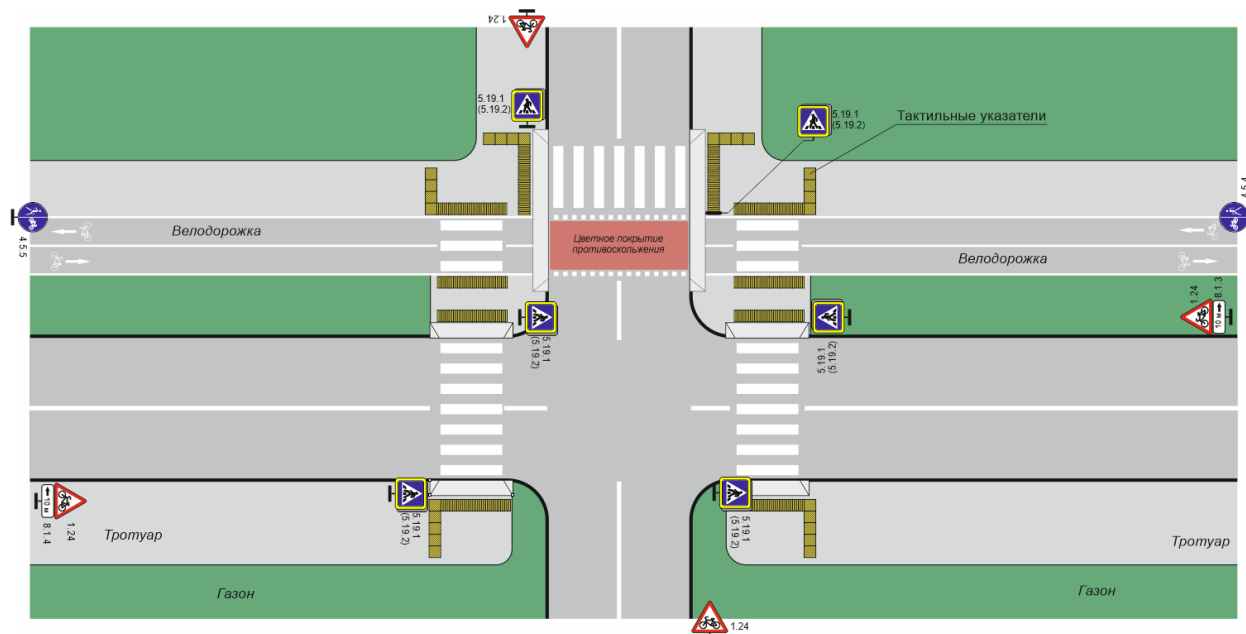 1.24
5.19.1
(5.19.2)
5.19.1
(5.19.2)
Тактильные указатели
4.5.5
Велодорожка
Цветное покрытие
противоскольжения
4.5.4
Велодорожка
5.19.1
(5.19.2)
5.19.1
(5.19.2)
1.24
8.1.3
10 м
10 м
8.1.4
1.24
5.19.1
(5.19.2)
5.19.1
(5.19.2)
Тротуар
Тротуар
Газон
Газон
1.24